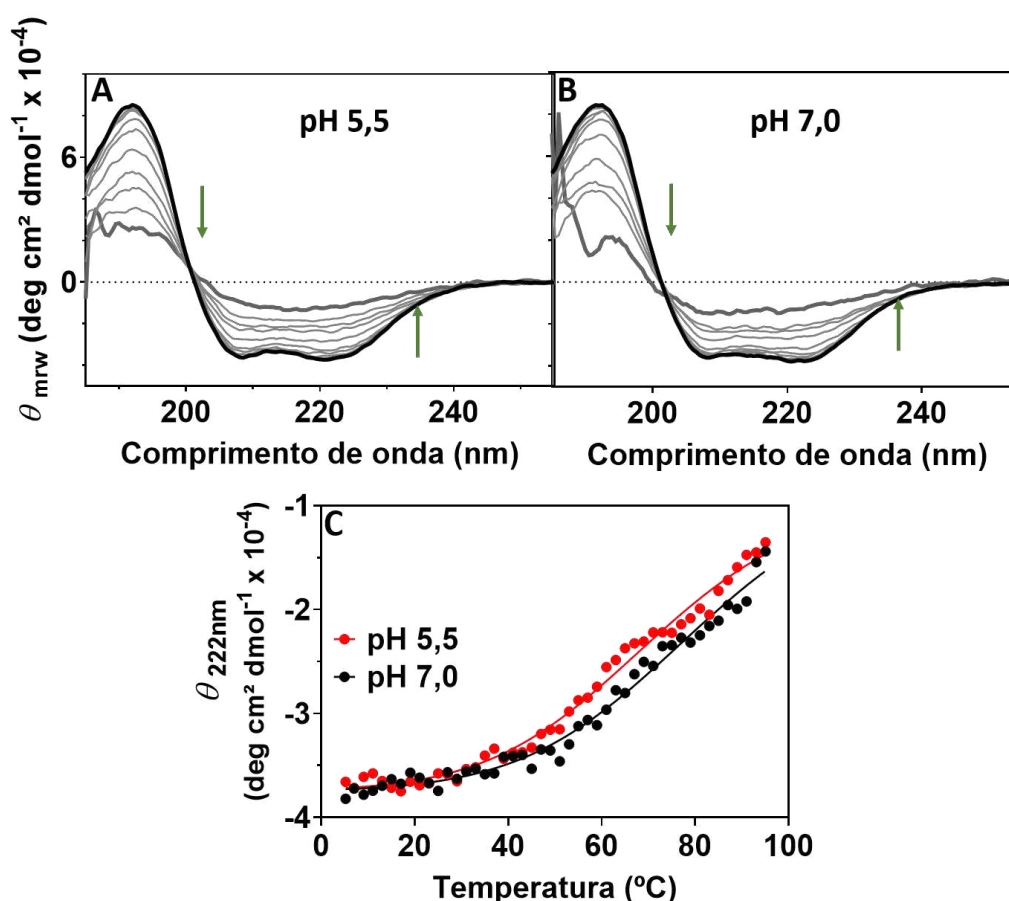 θ mrw (deg cm² dmol⁻¹ x 10⁻⁴)
A
pH 5,5
B
pH 7,0
6
0
200 220 240
200 220 240
Comprimento de onda (nm)
Comprimento de onda (nm)
C
θ 222nm
(deg cm² dmol⁻¹ x 10⁻⁴)
-1
-2
-3
-4
pH 5,5
pH 7,0
0 20 40 60 80 100
Temperatura (ºC)